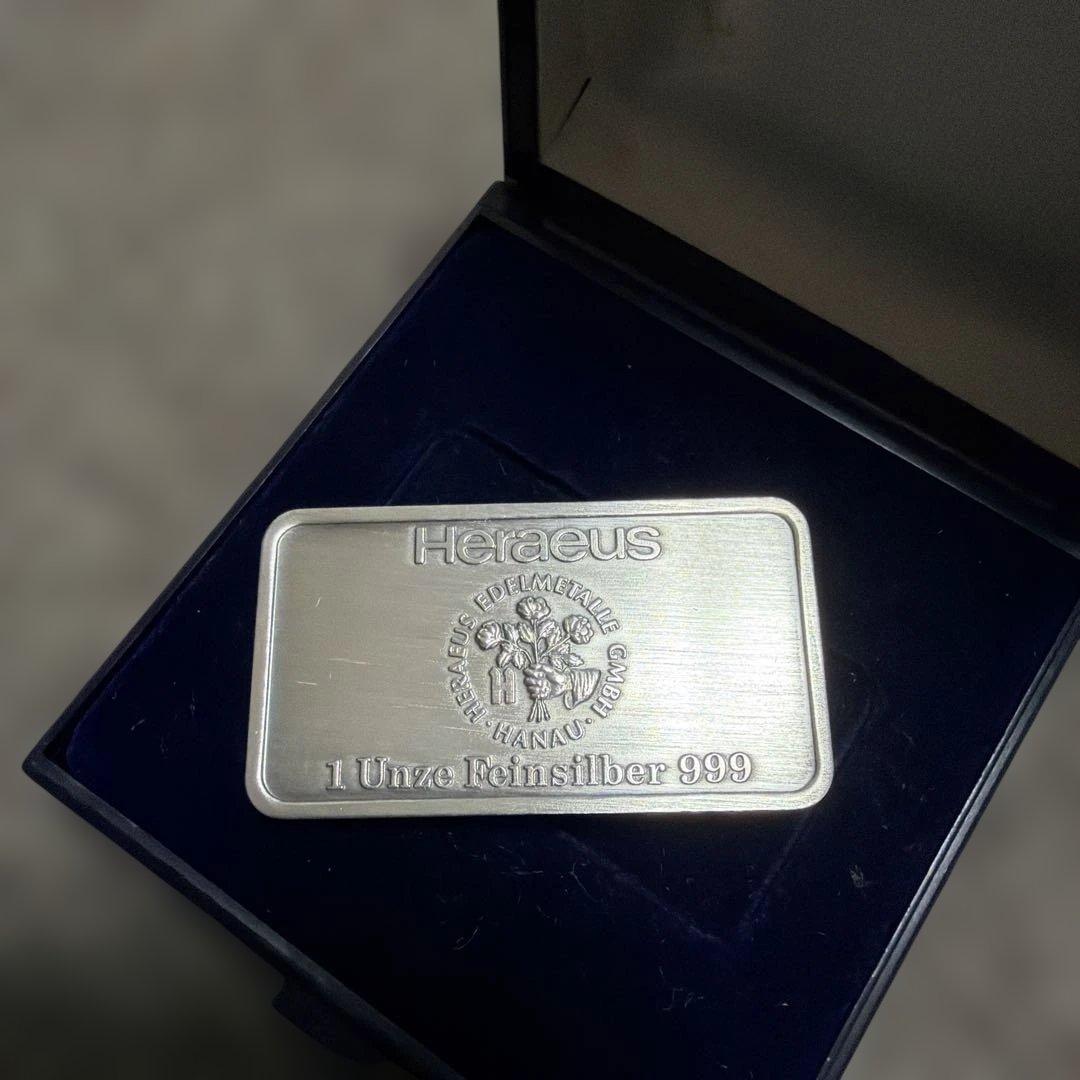 Heraeus
HERAEUS EDELMETALLE GMBH
H
· HANAU ·
1 Unze Feinsilber 999